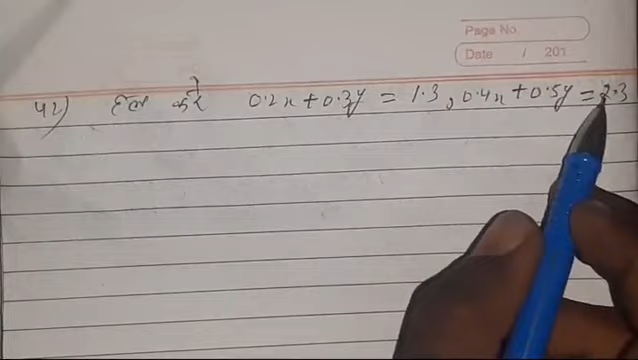 Page No.
Date / 201
42) हल करें 0.2x + 0.3y = 1.3, 0.4x + 0.5y = 2.3